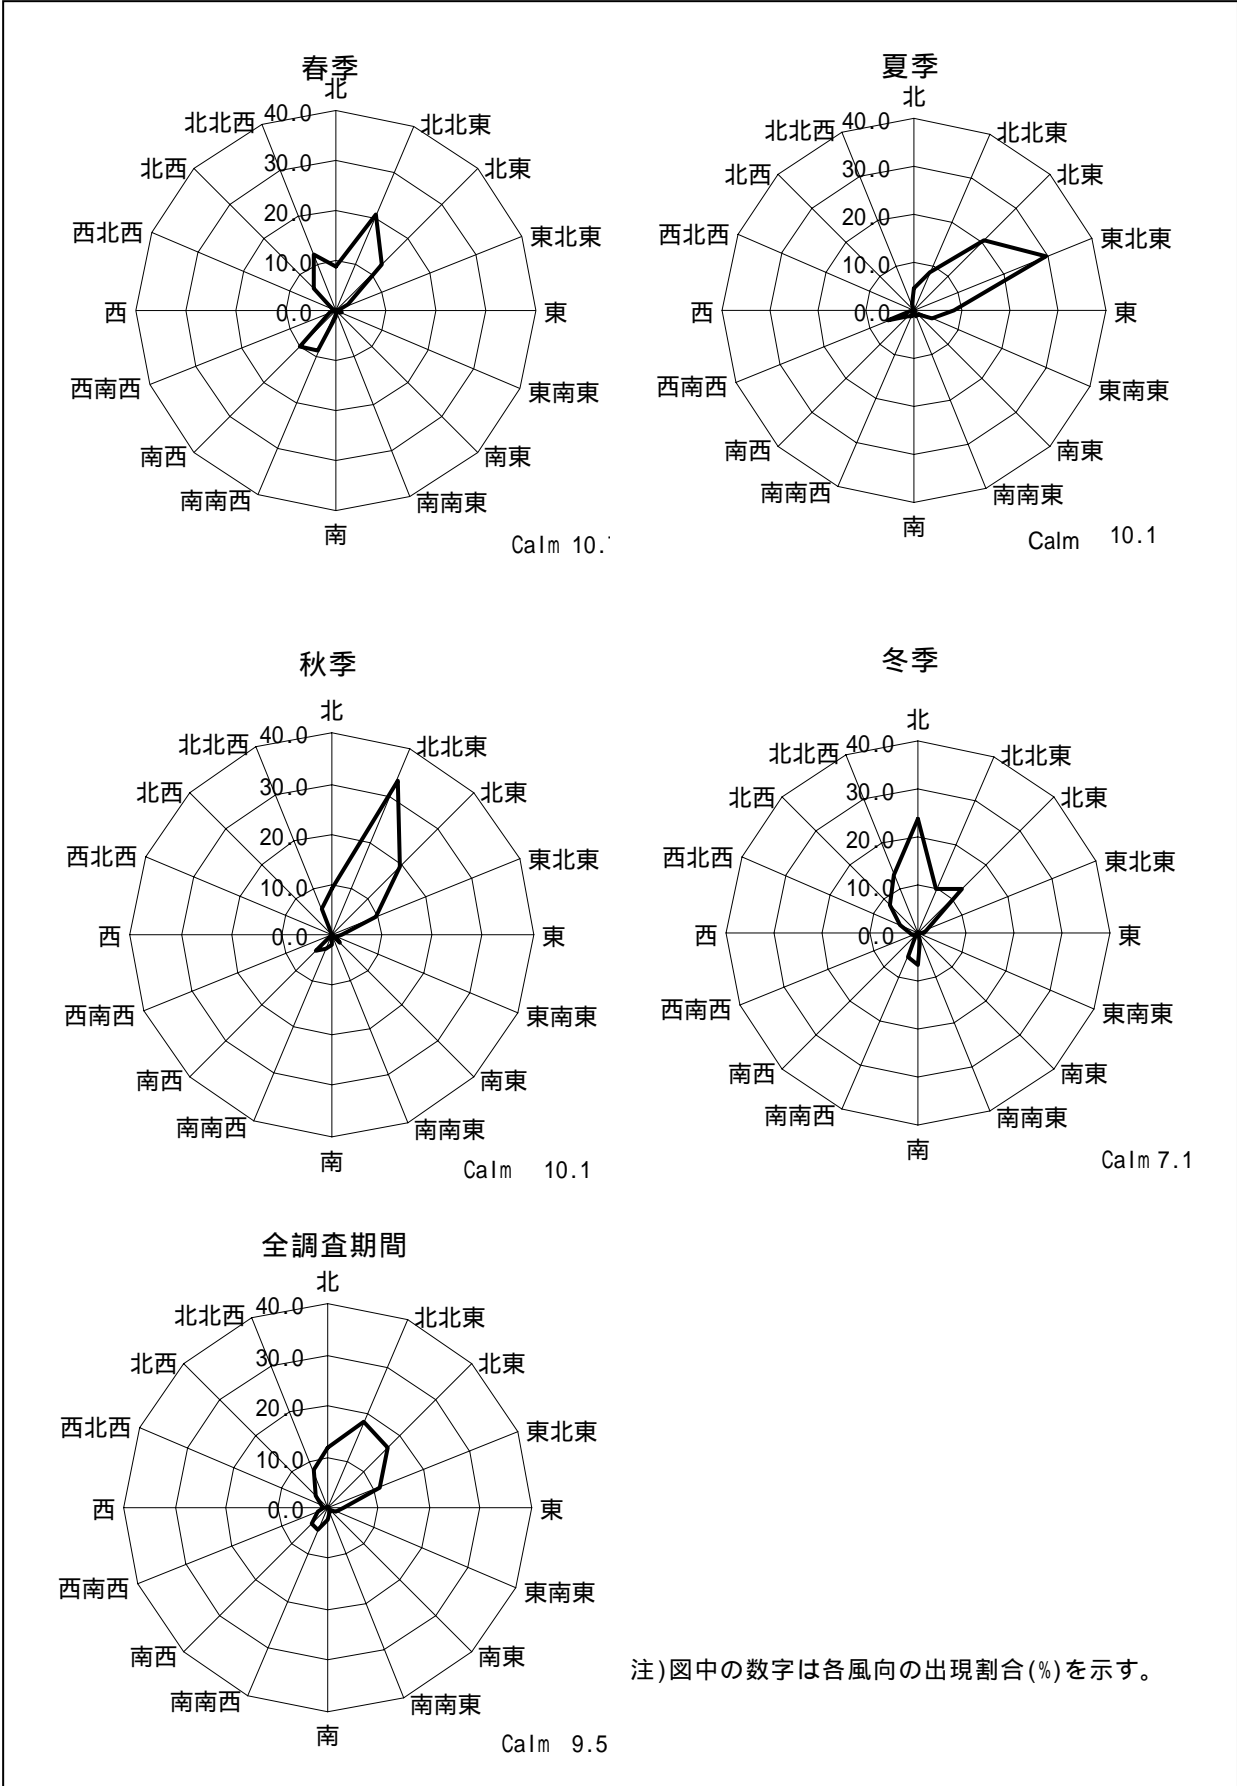 春季
北
北北東
北東
東北東
東
東南東
南東
南南東
南
南南西
南西
西南西
西
西北西
北西
北北西
40.0
30.0
20.0
10.0
0.0
Calm 10.
夏季
北
北北東
北東
東北東
東
東南東
南東
南南東
南
南南西
南西
西南西
西
西北西
北西
北北西
40.0
30.0
20.0
10.0
0.0
Calm 10.1
秋季
北
北北東
北東
東北東
東
東南東
南東
南南東
南
南南西
南西
西南西
西
西北西
北西
北北西
40.0
30.0
20.0
10.0
0.0
Calm 10.1
冬季
北
北北東
北東
東北東
東
東南東
南東
南南東
南
南南西
南西
西南西
西
西北西
北西
北北西
40.0
30.0
20.0
10.0
0.0
Calm 7.1
全調査期間
北
北北東
北東
東北東
東
東南東
南東
南南東
南
南南西
南西
西南西
西
西北西
北西
北北西
40.0
30.0
20.0
10.0
0.0
Calm 9.5
注)図中の数字は各風向の出現割合(%)を示す。